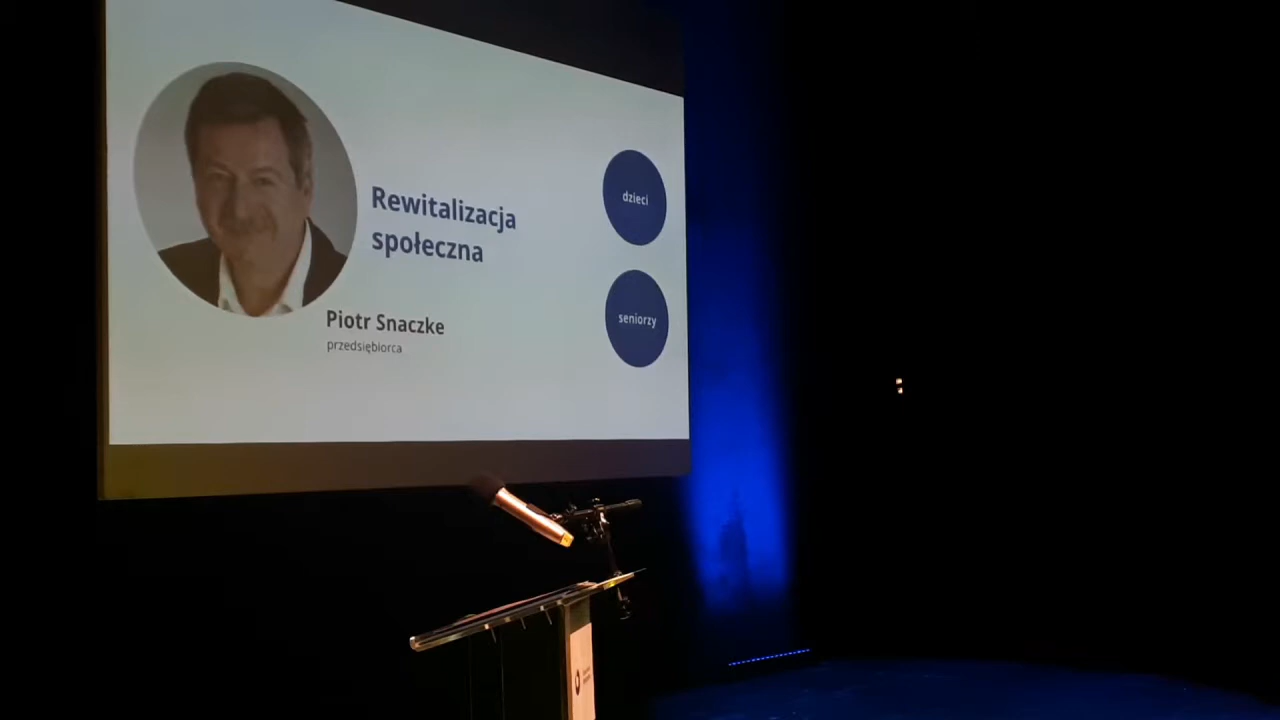 Rewitalizacja
społeczna
Piotr Snaczke
przedsiębiorca
dzieci
seniorzy